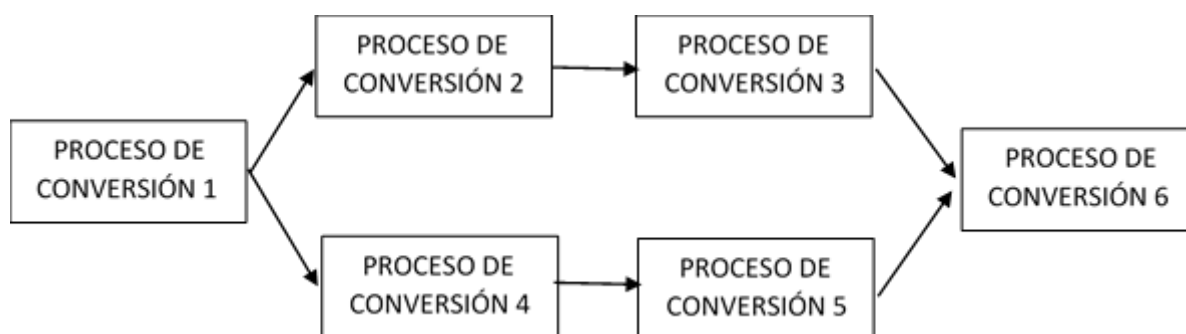 PROCESO DE
CONVERSIÓN 1
PROCESO DE
CONVERSIÓN 2
PROCESO DE
CONVERSIÓN 3
PROCESO DE
CONVERSIÓN 4
PROCESO DE
CONVERSIÓN 5
PROCESO DE
CONVERSIÓN 6